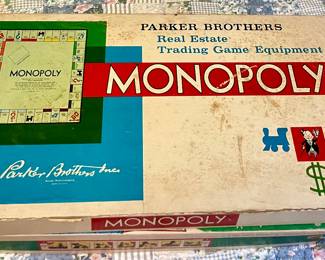 PARKER BROTHERS
Real Estate
Trading Game Equipment
MONOPOLY
MONOPOLY
$
Parker Brothers Inc
MONOPOLY